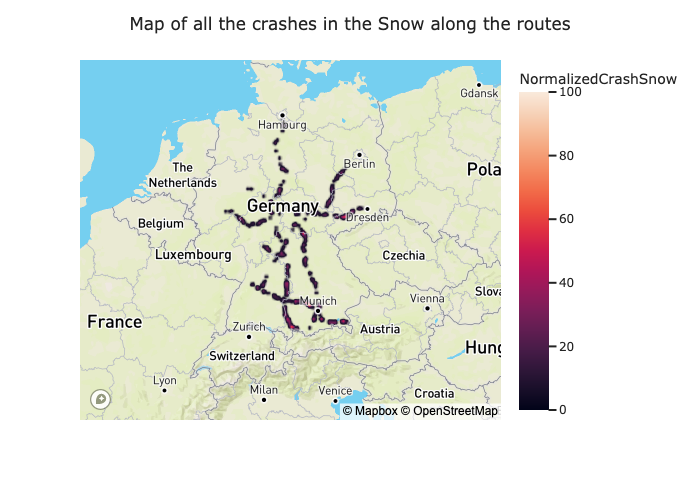 Map of all the crashes in the Snow along the routes
NormalizedCrashSnow
100
80
60
40
20
0
Gdansk
Hamburg
Berlin
The
Netherlands
Pola
Germany
Dresden
Belgium
Luxembourg
Czechia
Slova
Munich
Vienna
France
Zurich
Austria
Switzerland
Hung
Lyon
Milan
Venice
Croatia
© Mapbox © OpenStreetMap